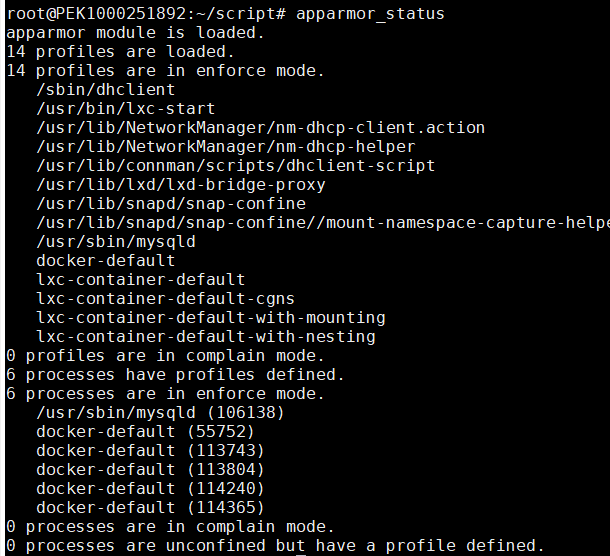 root@PEK1000251892:~/script# apparmor_status
apparmor module is loaded.
14 profiles are loaded.
14 profiles are in enforce mode.
/sbin/dhclient
/usr/bin/lxc-start
/usr/lib/NetworkManager/nm-dhcp-client.action
/usr/lib/NetworkManager/nm-dhcp-helper
/usr/lib/connman/scripts/dhclient-script
/usr/lib/lxd/lxd-bridge-proxy
/usr/lib/snapd/snap-confine
/usr/lib/snapd/snap-confine//mount-namespace-capture-helpe
/usr/sbin/mysqld
docker-default
lxc-container-default
lxc-container-default-cgns
lxc-container-default-with-mounting
lxc-container-default-with-nesting
0 profiles are in complain mode.
6 processes have profiles defined.
6 processes are in enforce mode.
/usr/sbin/mysqld (106138)
docker-default (55752)
docker-default (113743)
docker-default (113804)
docker-default (114240)
docker-default (114365)
0 processes are in complain mode.
0 processes are unconfined but have a profile defined.